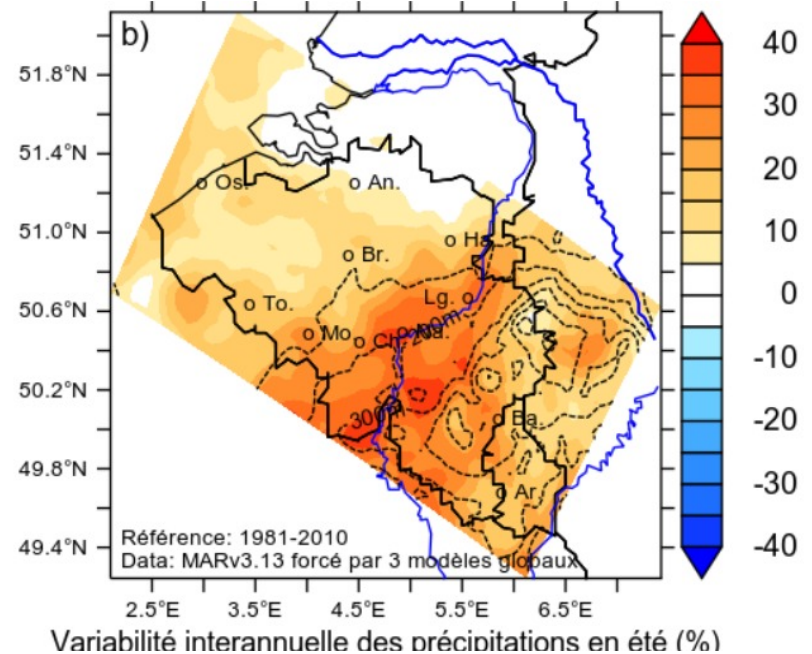 b)
51.8°N
51.4°N
51.0°N
50.6°N
50.2°N
49.8°N
49.4°N
o Os.
o An.
o Ha.
o Br.
Lg. o
o To.
o Mo.
o Ch.
o Na.
200m
300m
o Ba.
o Ar
Référence: 1981-2010
Data: MARv3.13 forcé par 3 modèles globaux
2.5°E 3.5°E 4.5°E 5.5°E 6.5°E
40
30
20
10
0
-10
-20
-30
-40
Variabilité interannuelle des précipitations en été (%)